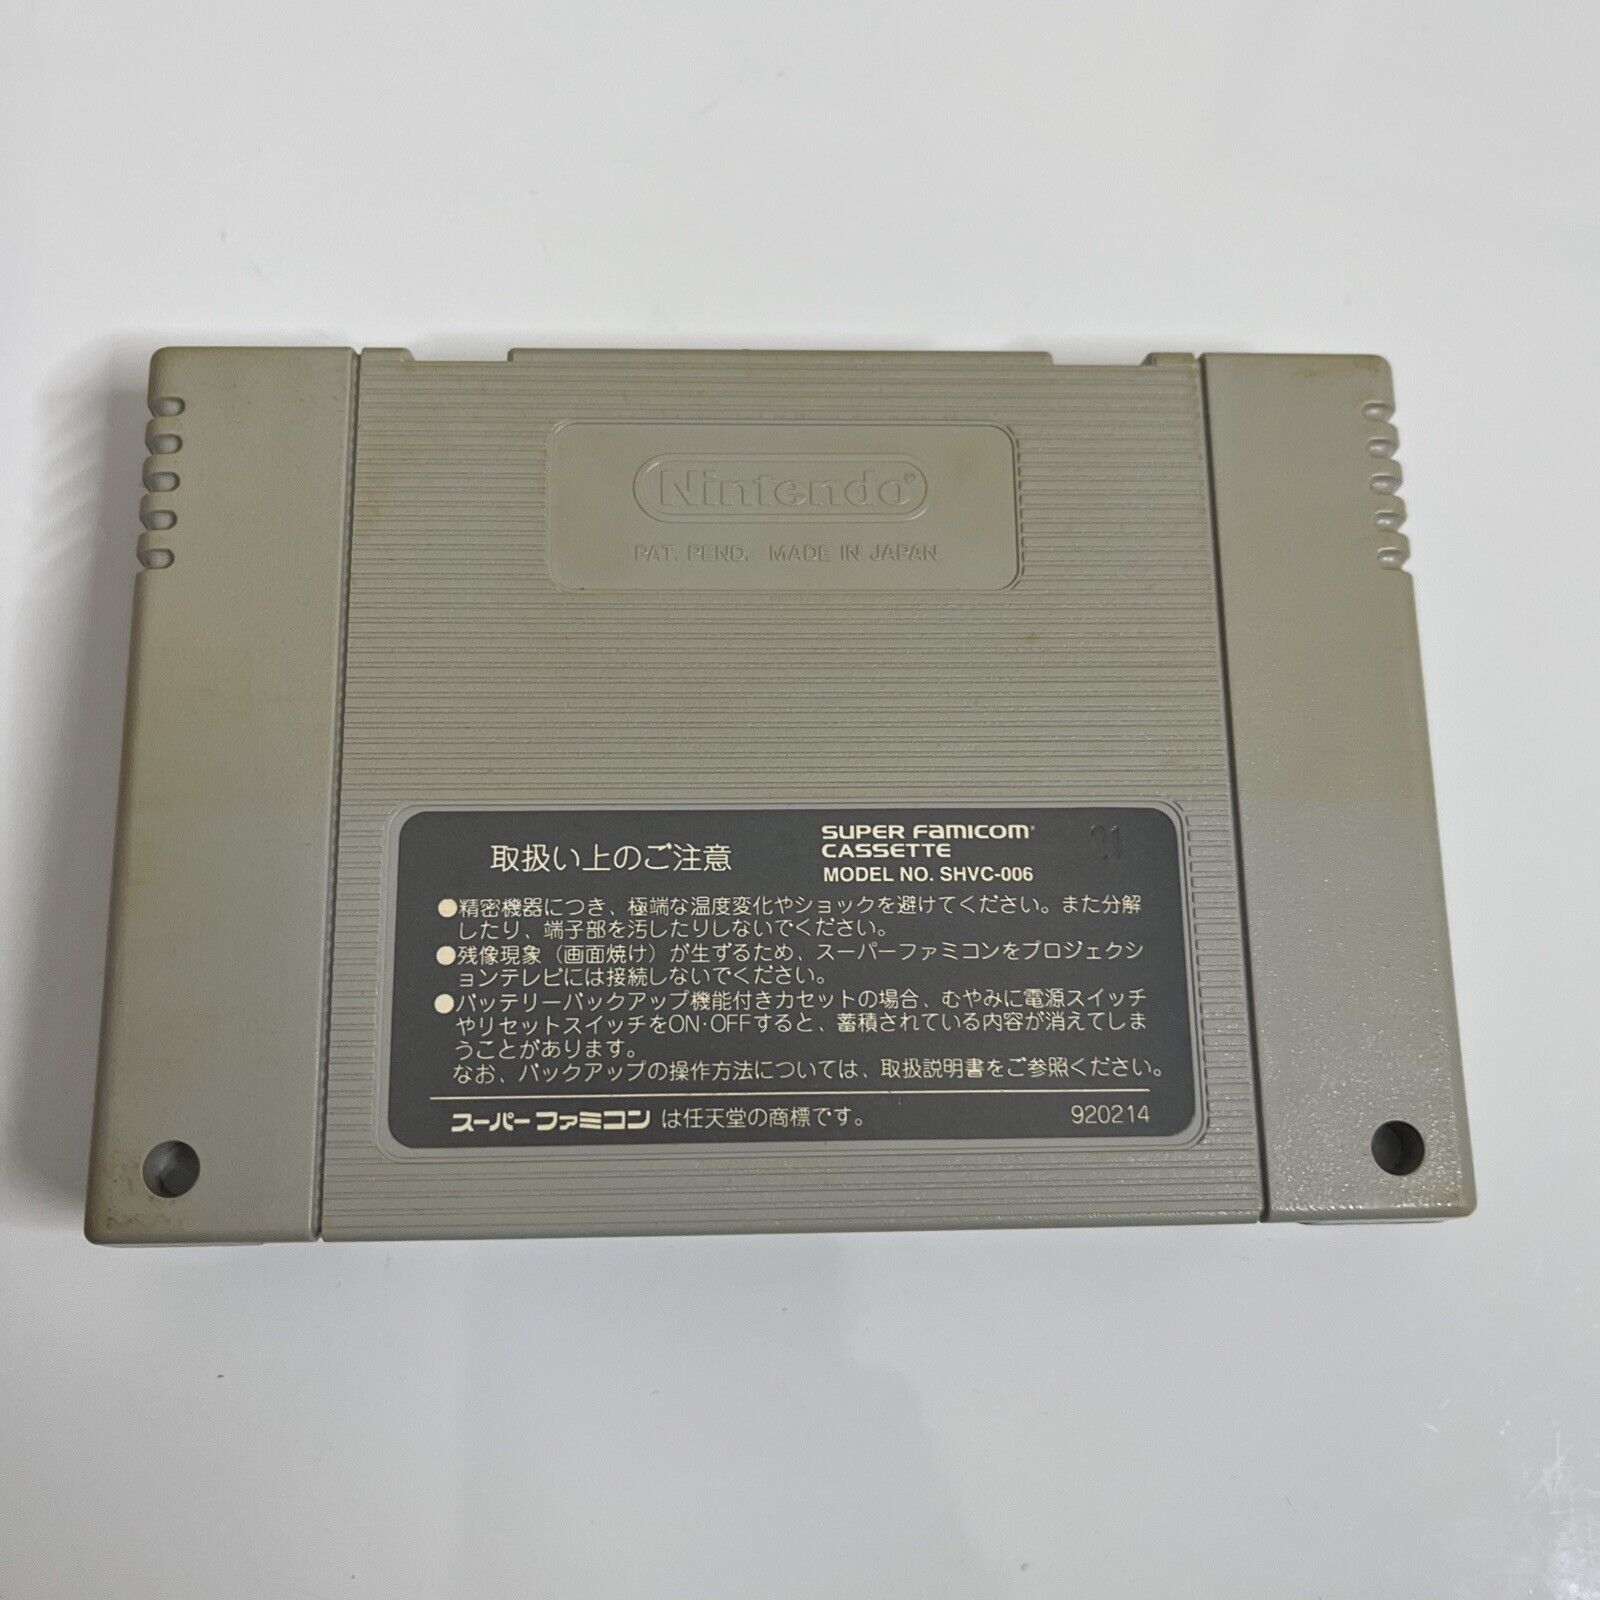 Nintendo®
PAT. PEND. MADE IN JAPAN
取扱い上のご注意
SUPER FAMICOM®
CASSETTE
MODEL NO. SHVC-006
21
●精密機器につき、極端な温度変化やショックを避けてください。また分解
したり、端子部を汚したりしないでください。
●残像現象（画面焼け）が生ずるため、スーパーファミコンをプロジェクシ
ョンテレビには接続しないでください。
●バッテリーバックアップ機能付きカセットの場合、むやみに電源スイッチ
やリセットスイッチをON・OFFすると、蓄積されている内容が消えてしま
うことがあります。
なお、バックアップの操作方法については、取扱説明書をご参照ください。
スーパーファミコンは任天堂の商標です。
920214